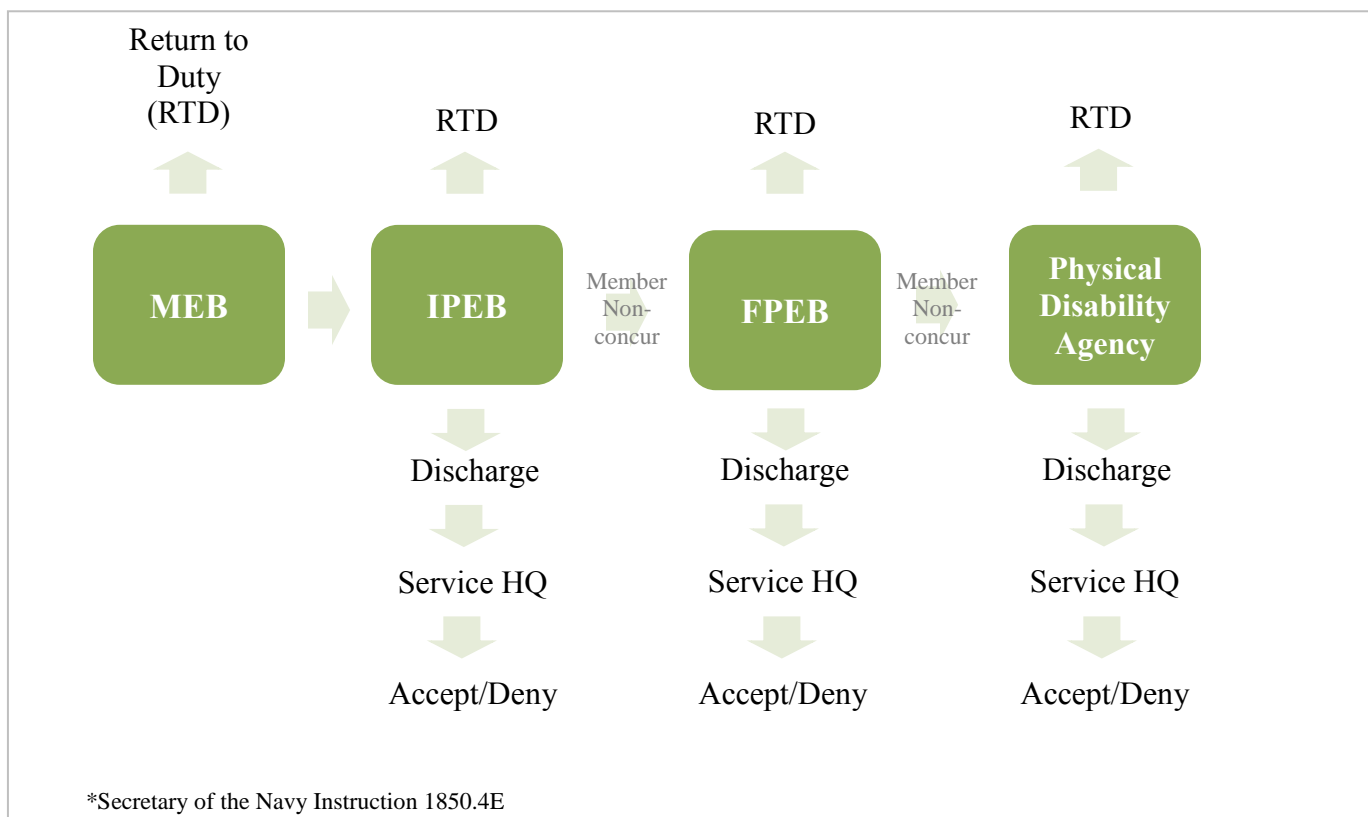 Return to
Duty
(RTD)
RTD
RTD
RTD
MEB
IPEB
Member
Non-
concur
FPEB
Member
Non-
concur
Physical
Disability
Agency
Discharge
Discharge
Discharge
Service HQ
Service HQ
Service HQ
Accept/Deny
Accept/Deny
Accept/Deny
*Secretary of the Navy Instruction 1850.4E